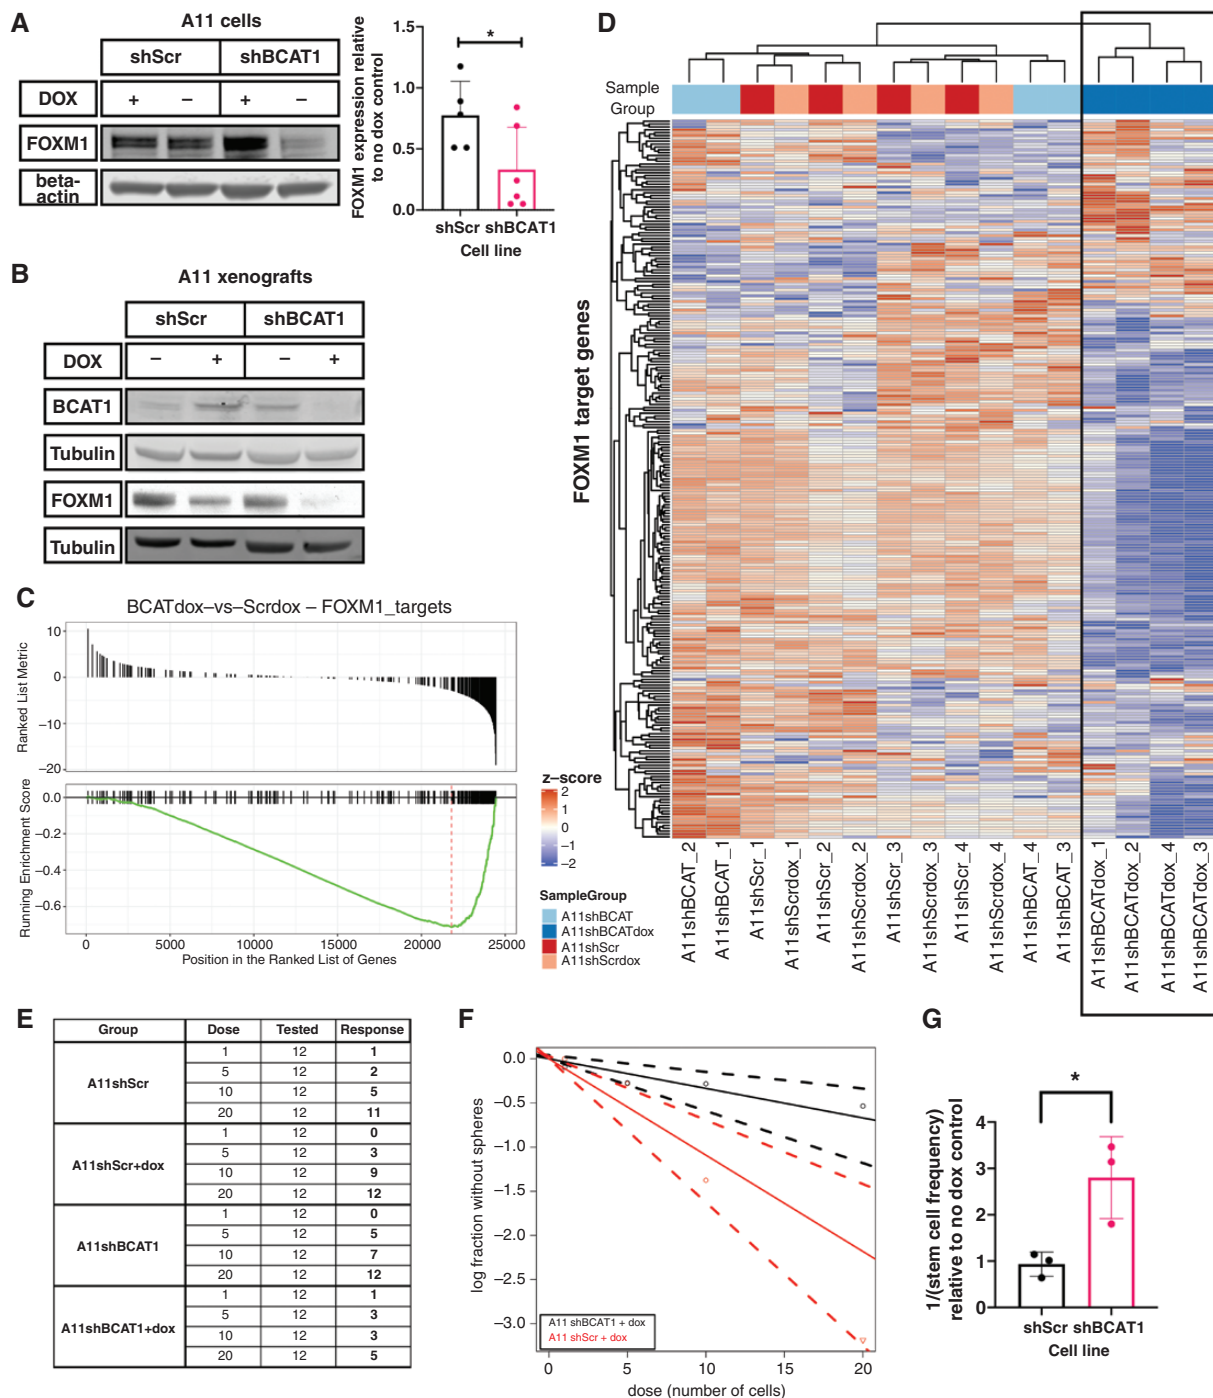 A
A11 cells
shScr
shBCAT1
DOX
+
−
+
−
FOXM1
beta-
actin
FOXM1 expression relative
to no dox control
1.5
1.0
0.5
0.0
*
shScr shBCAT1
Cell line
B
A11 xenografts
shScr
shBCAT1
DOX
−
+
−
+
BCAT1
Tubulin
FOXM1
Tubulin
C
BCATdox–vs–Scrdox – FOXM1_targets
Ranked List Metric
10
0
−10
−20
Running Enrichment Score
0.0
−0.2
−0.4
−0.6
0 5000 10000 15000 20000 25000
Position in the Ranked List of Genes
D
Sample
Group
FOXM1 target genes
z–score
2
1
0
−1
−2
SampleGroup
A11shBCAT
A11shBCATdox
A11shScr
A11shScrdox
A11shBCAT_2
A11shBCAT_1
A11shScr_1
A11shScrdox_1
A11shScr_2
A11shScrdox_2
A11shScr_3
A11shScrdox_3
A11shScr_4
A11shScrdox_4
A11shBCAT_4
A11shBCAT_3
A11shBCATdox_1
A11shBCATdox_2
A11shBCATdox_4
A11shBCATdox_3
E
Group Dose Tested Response
A11shScr
1 12 1
5 12 2
10 12 5
20 12 11
A11shScr+dox
1 12 0
5 12 3
10 12 9
20 12 12
A11shBCAT1
1 12 0
5 12 5
10 12 7
20 12 12
A11shBCAT1+dox
1 12 1
5 12 3
10 12 3
20 12 5
F
log fraction without spheres
0.0
−0.5
−1.0
−1.5
−2.0
−2.5
−3.0
A11 shBCAT1 + dox
A11 shScr + dox
0 5 10 15 20
dose (number of cells)
G
1/(stem cell frequency)
relative to no dox control
4
3
2
1
0
*
shScr shBCAT1
Cell line